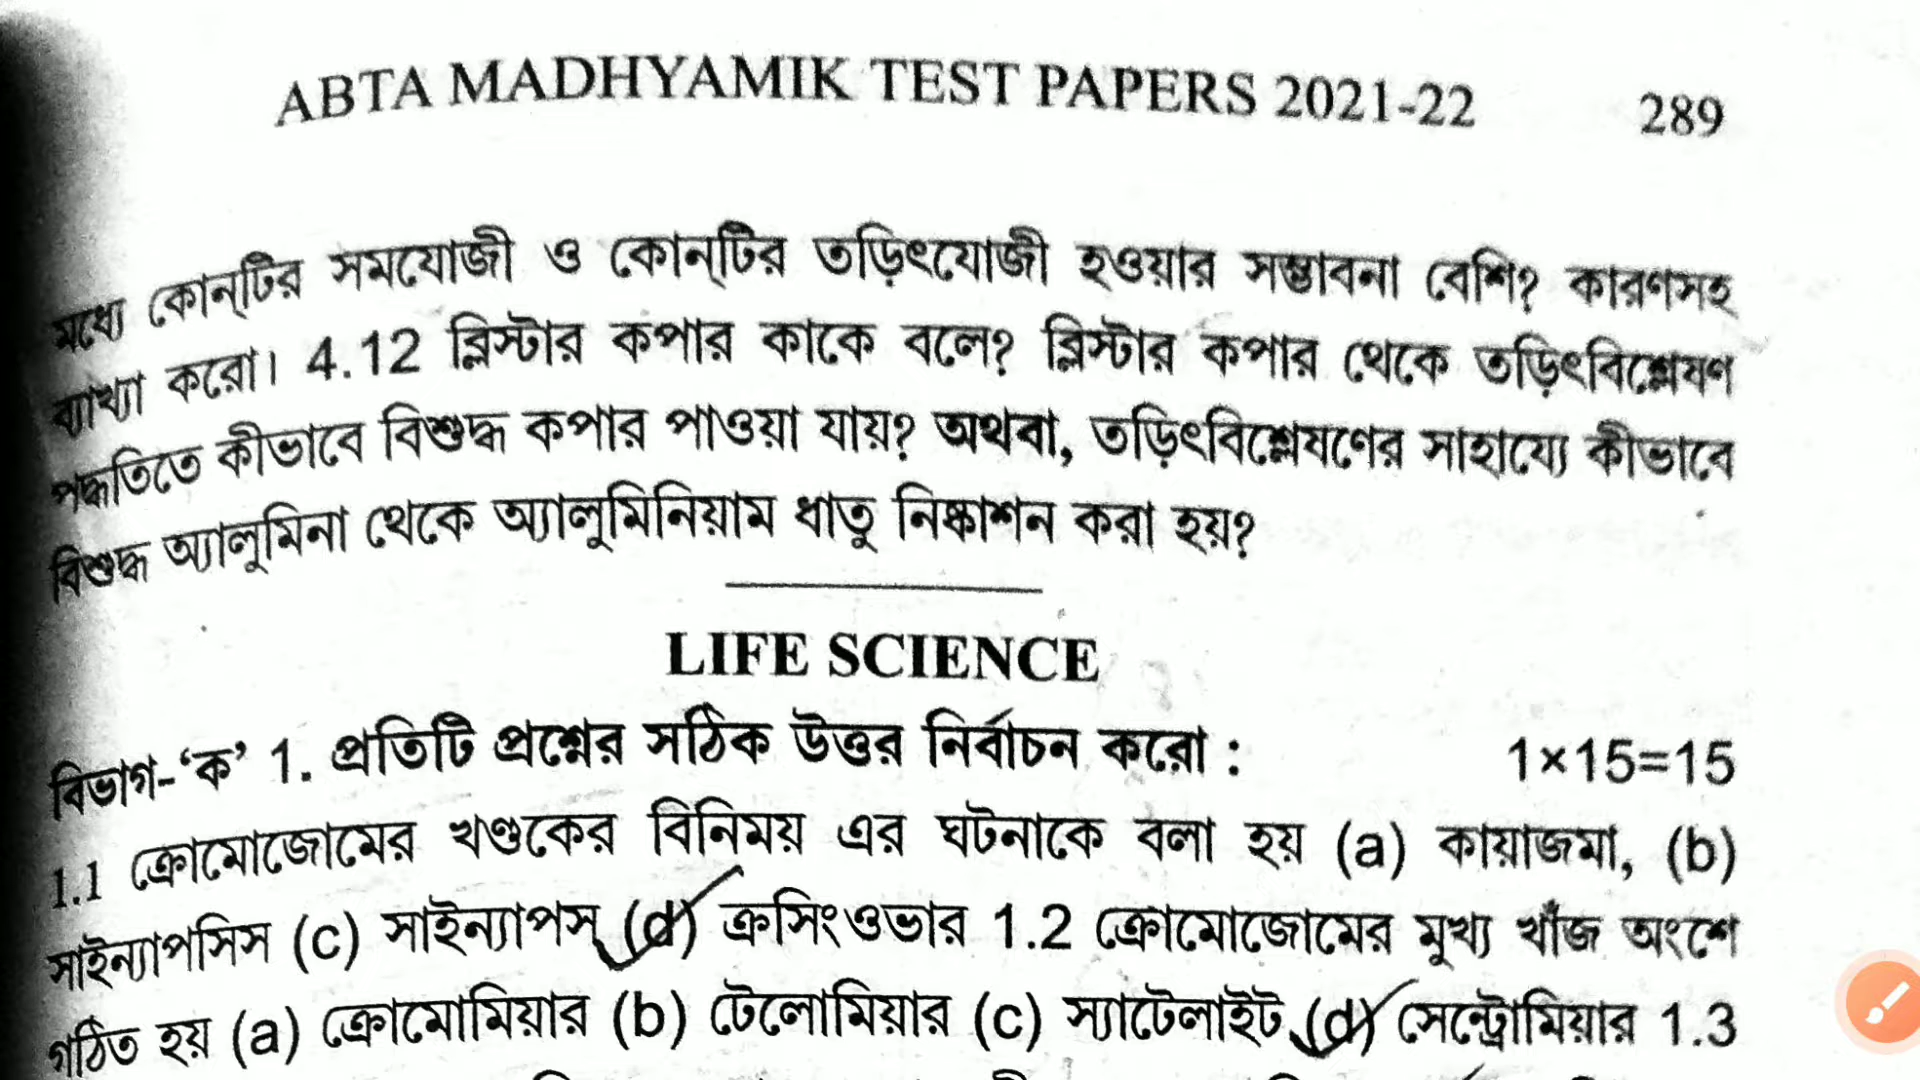 ABTA MADHYAMIK TEST PAPERS 2021-22 289
মধ্যে কোন্‌টির সমযোজী ও কোন্‌টির তড়িৎযোজী হওয়ার সম্ভাবনা বেশি? কারণসহ
ব্যাখ্যা করো। 4.12 ব্লিস্টার কপার কাকে বলে? ব্লিস্টার কপার থেকে তড়িৎবিশ্লেষণ
পদ্ধতিতে কীভাবে বিশুদ্ধ কপার পাওয়া যায়? অথবা, তড়িৎবিশ্লেষণের সাহায্যে কীভাবে
বিশুদ্ধ অ্যালুমিনা থেকে অ্যালুমিনিয়াম ধাতু নিষ্কাশন করা হয়?
LIFE SCIENCE
বিভাগ-‘ক’ 1. প্রতিটি প্রশ্নের সঠিক উত্তর নির্বাচন করো : 1×15=15
1.1 ক্রোমোজোমের খণ্ডকের বিনিময় এর ঘটনাকে বলা হয় (a) কায়াজমা, (b)
সাইন্যাপসিস (c) সাইন্যাপস্ (d) ক্রসিংওভার 1.2 ক্রোমোজোমের মুখ্য খাঁজ অংশে
গঠিত হয় (a) ক্রোমোমিয়ার (b) টেলোমিয়ার (c) স্যাটেলাইট (d) সেন্ট্রোমিয়ার 1.3